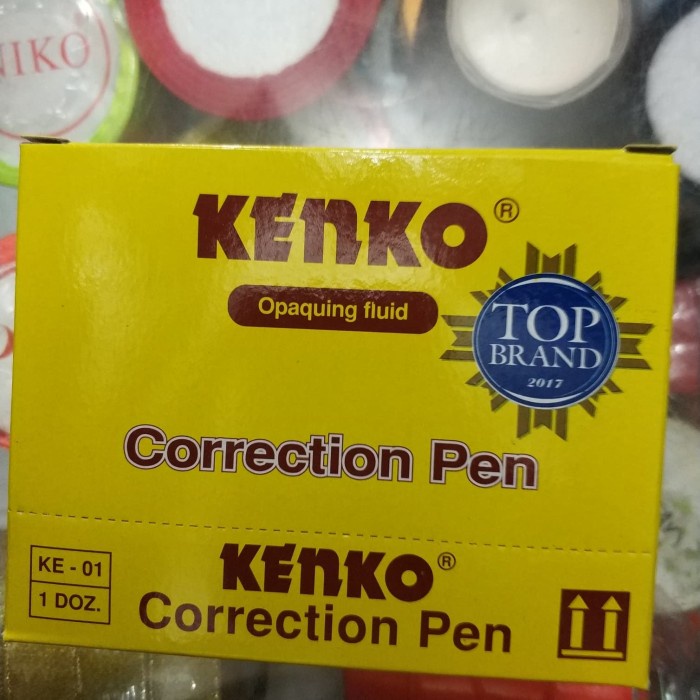 NIKO
KENKO®
Opaquing fluid
TOP
BRAND
2017
Correction Pen
KE - 01
1 DOZ.
KENKO®
Correction Pen